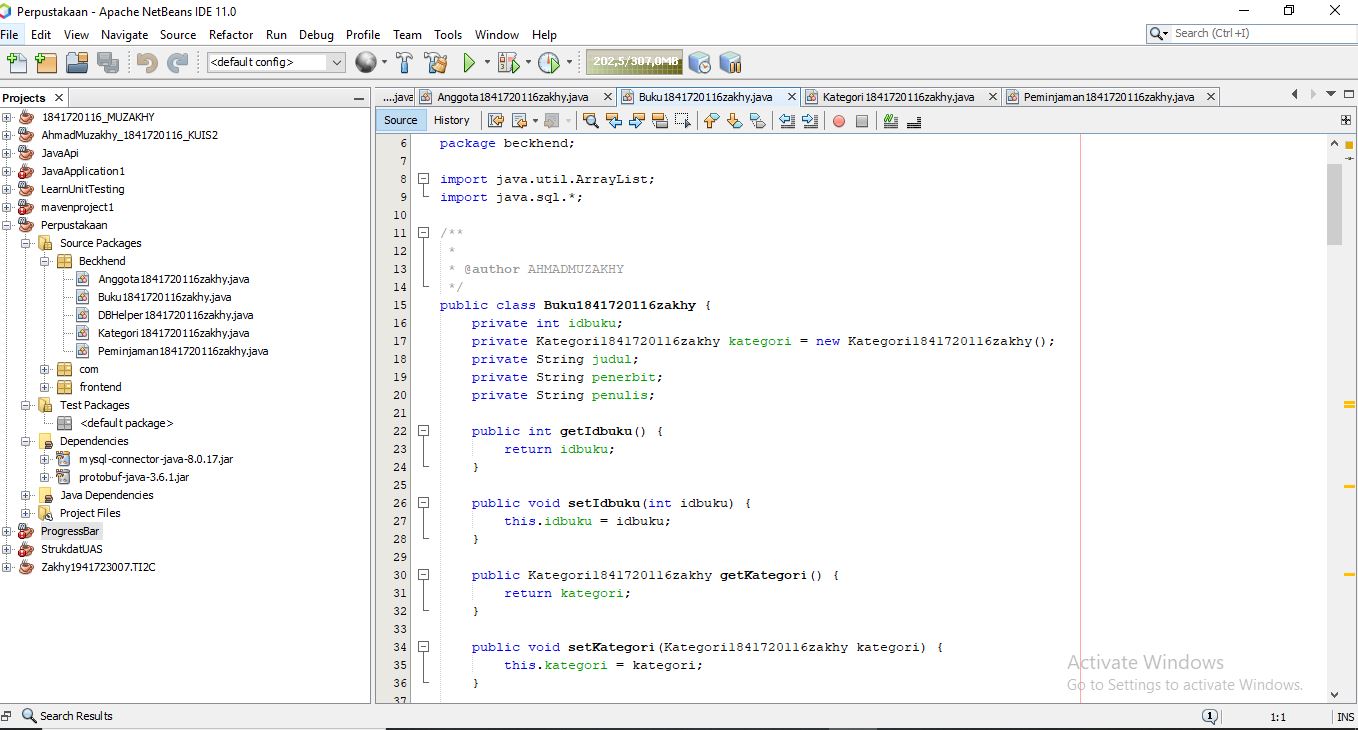 Perpustakaan - Apache NetBeans IDE 11.0
File Edit View Navigate Source Refactor Run Debug Profile Team Tools Window Help
Search (Ctrl+I)
<default config>
202,5/307,0MB
Projects
1841720116_MUZAKHY
AhmadMuzakhy_1841720116_KUIS2
JavaApi
JavaApplication1
LearnUnitTesting
mavenproject1
Perpustakaan
Source Packages
Beckhend
Anggota1841720116zakhy.java
Buku1841720116zakhy.java
DBHelper1841720116zakhy.java
Kategori1841720116zakhy.java
Peminjaman1841720116zakhy.java
com
frontend
Test Packages
<default package>
Dependencies
mysql-connector-java-8.0.17.jar
protobuf-java-3.6.1.jar
Java Dependencies
Project Files
ProgressBar
StrukdatUAS
Zakhy1941723007.TI2C
....java Anggota1841720116zakhy.java Buku1841720116zakhy.java Kategori1841720116zakhy.java Peminjaman1841720116zakhy.java
Source History
6 package beckhend;
7
8 import java.util.ArrayList;
9 import java.sql.*;
10
11 /**
12 *
13 * @author AHMADMUZAKHY
14 */
15 public class Buku1841720116zakhy {
16 private int idbuku;
17 private Kategori1841720116zakhy kategori = new Kategori1841720116zakhy();
18 private String judul;
19 private String penerbit;
20 private String penulis;
21
22 public int getIdbuku() {
23 return idbuku;
24 }
25
26 public void setIdbuku(int idbuku) {
27 this.idbuku = idbuku;
28 }
29
30 public Kategori1841720116zakhy getKategori() {
31 return kategori;
32 }
33
34 public void setKategori(Kategori1841720116zakhy kategori) {
35 this.kategori = kategori;
36 }
37
Activate Windows
Go to Settings to activate Windows.
Search Results
1
1:1
INS